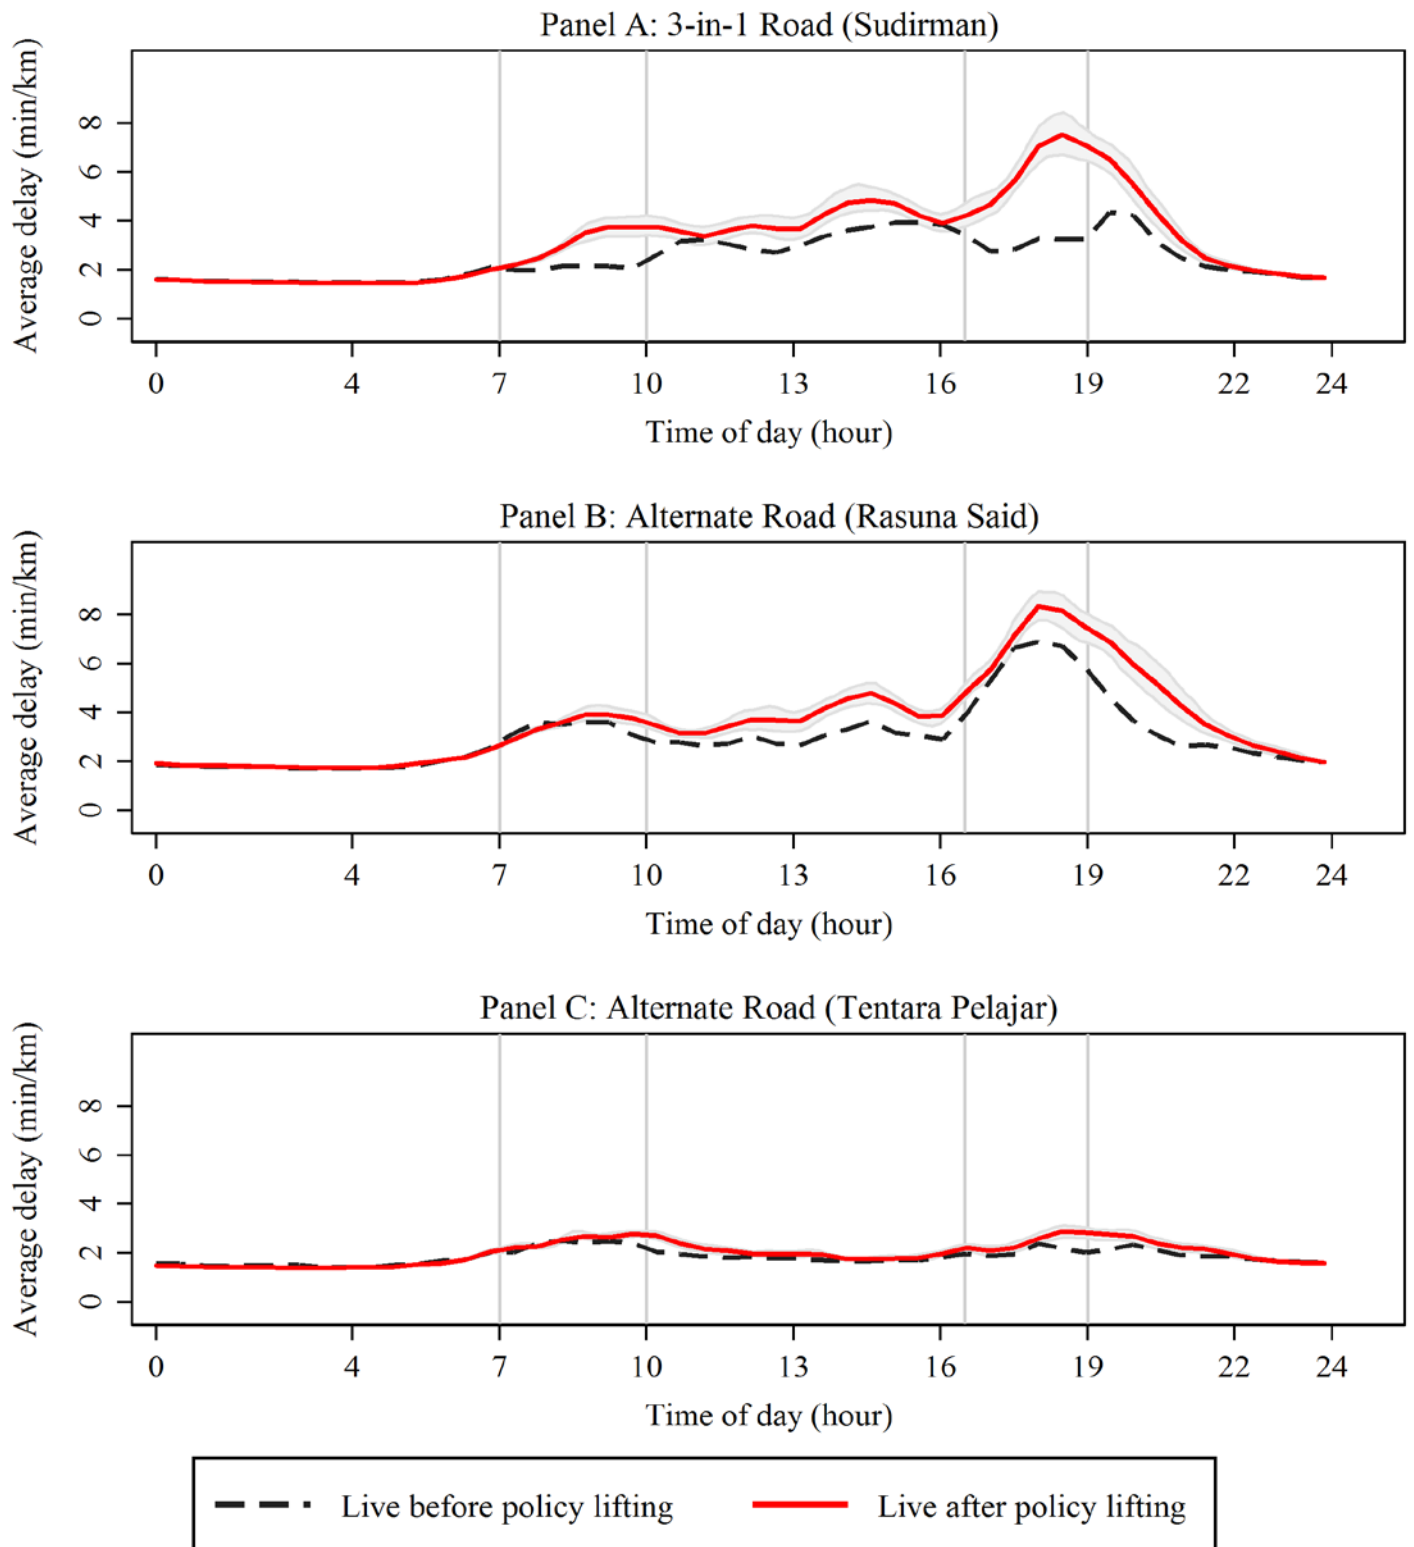 Panel A: 3-in-1 Road (Sudirman)
Average delay (min/km)
8
6
4
2
0
0 4 7 10 13 16 19 22 24
Time of day (hour)
Panel B: Alternate Road (Rasuna Said)
Average delay (min/km)
8
6
4
2
0
0 4 7 10 13 16 19 22 24
Time of day (hour)
Panel C: Alternate Road (Tentara Pelajar)
Average delay (min/km)
8
6
4
2
0
0 4 7 10 13 16 19 22 24
Time of day (hour)
Live before policy lifting Live after policy lifting